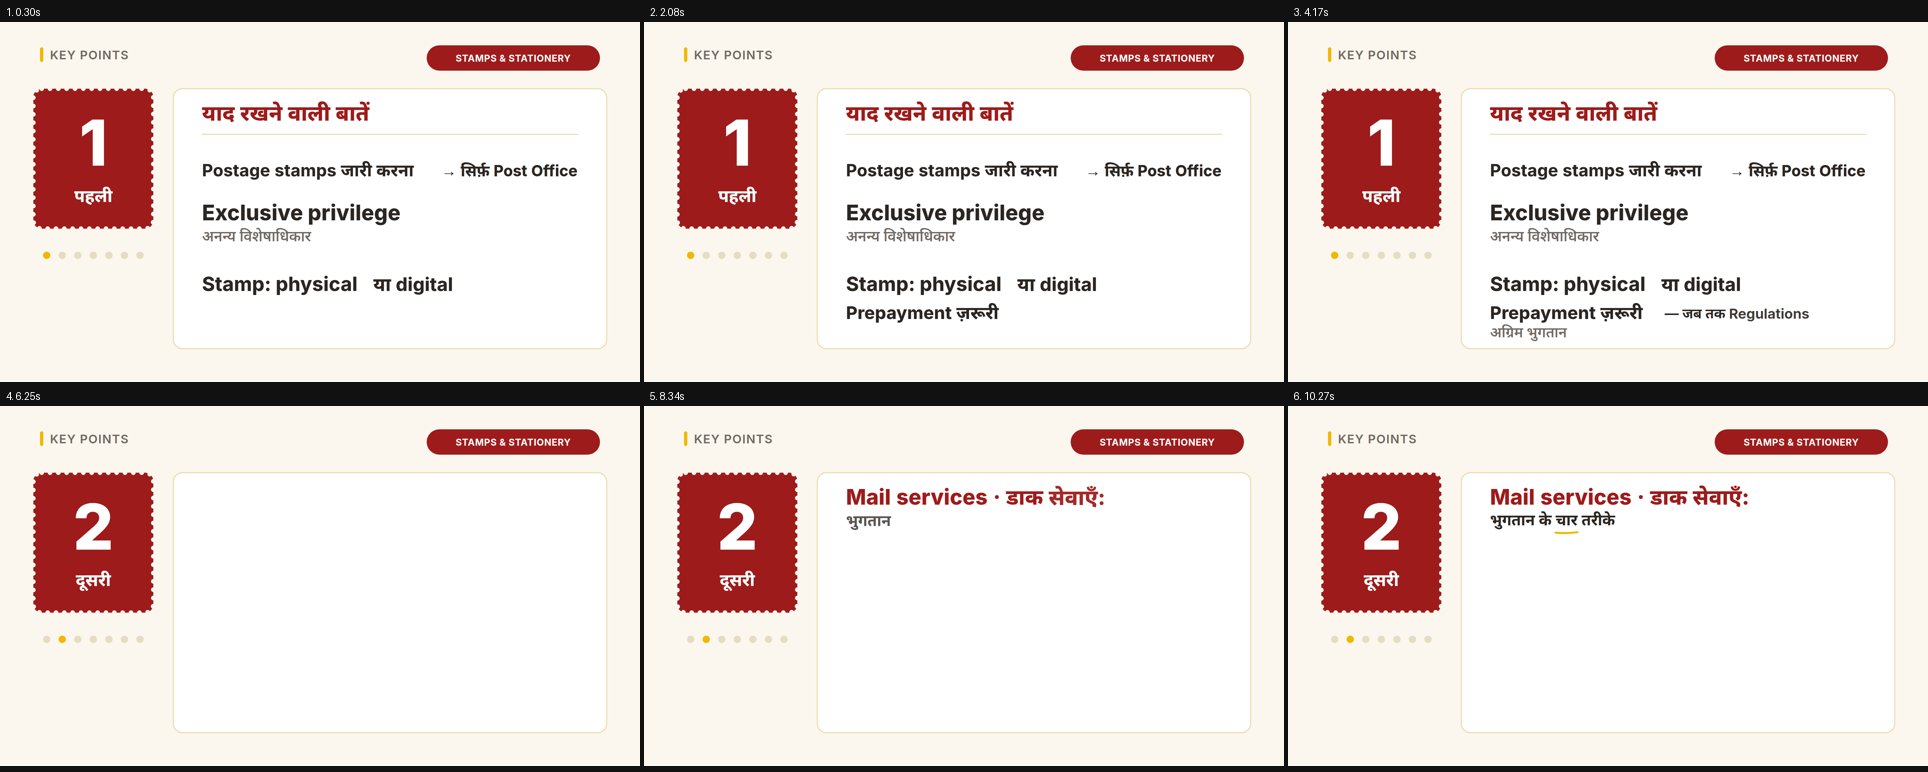 1. 0.30s
KEY POINTS
STAMPS & STATIONERY
1
पहली
याद रखने वाली बातें
Postage stamps जारी करना → सिर्फ़ Post Office
Exclusive privilege
अनन्य विशेषाधिकार
Stamp: physical या digital
2. 2.08s
KEY POINTS
STAMPS & STATIONERY
1
पहली
याद रखने वाली बातें
Postage stamps जारी करना → सिर्फ़ Post Office
Exclusive privilege
अनन्य विशेषाधिकार
Stamp: physical या digital
Prepayment ज़रूरी
3. 4.17s
KEY POINTS
STAMPS & STATIONERY
1
पहली
याद रखने वाली बातें
Postage stamps जारी करना → सिर्फ़ Post Office
Exclusive privilege
अनन्य विशेषाधिकार
Stamp: physical या digital
Prepayment ज़रूरी — जब तक Regulations
अग्रिम भुगतान
4. 6.25s
KEY POINTS
STAMPS & STATIONERY
2
दूसरी
5. 8.34s
KEY POINTS
STAMPS & STATIONERY
2
दूसरी
Mail services · डाक सेवाएँ:
भुगतान
6. 10.27s
KEY POINTS
STAMPS & STATIONERY
2
दूसरी
Mail services · डाक सेवाएँ:
भुगतान के चार तरीके